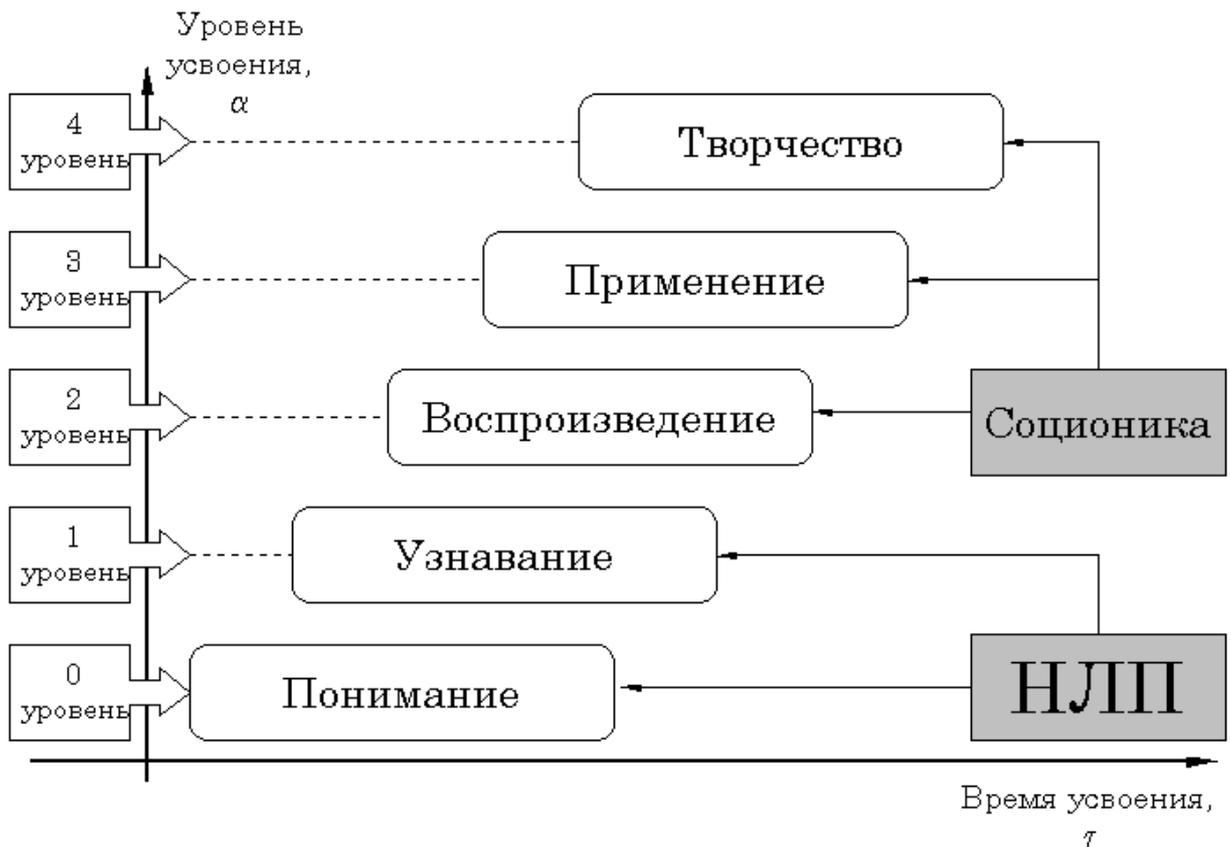 Уровень
усвоения,
α
4
уровень
Творчество
3
уровень
Применение
2
уровень
Воспроизведение
Соционика
1
уровень
Узнавание
0
уровень
Понимание
НЛП
Время усвоения,
τ